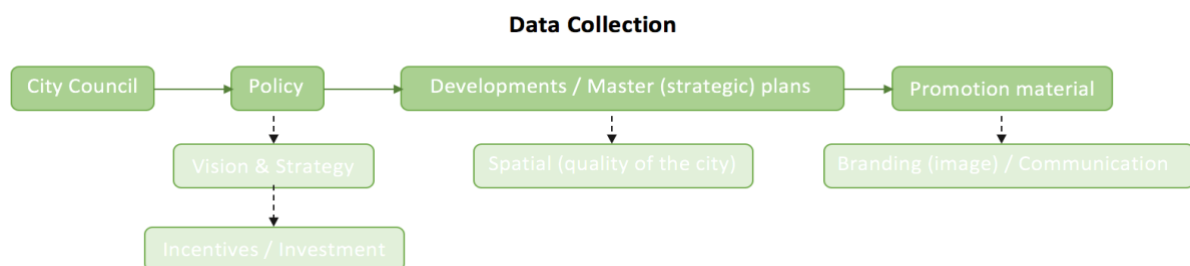 Data Collection
City Council
Policy
Developments / Master (strategic) plans
Promotion material
Vision & Strategy
Spatial (quality of the city)
Branding (image) / Communication
Incentives / Investment